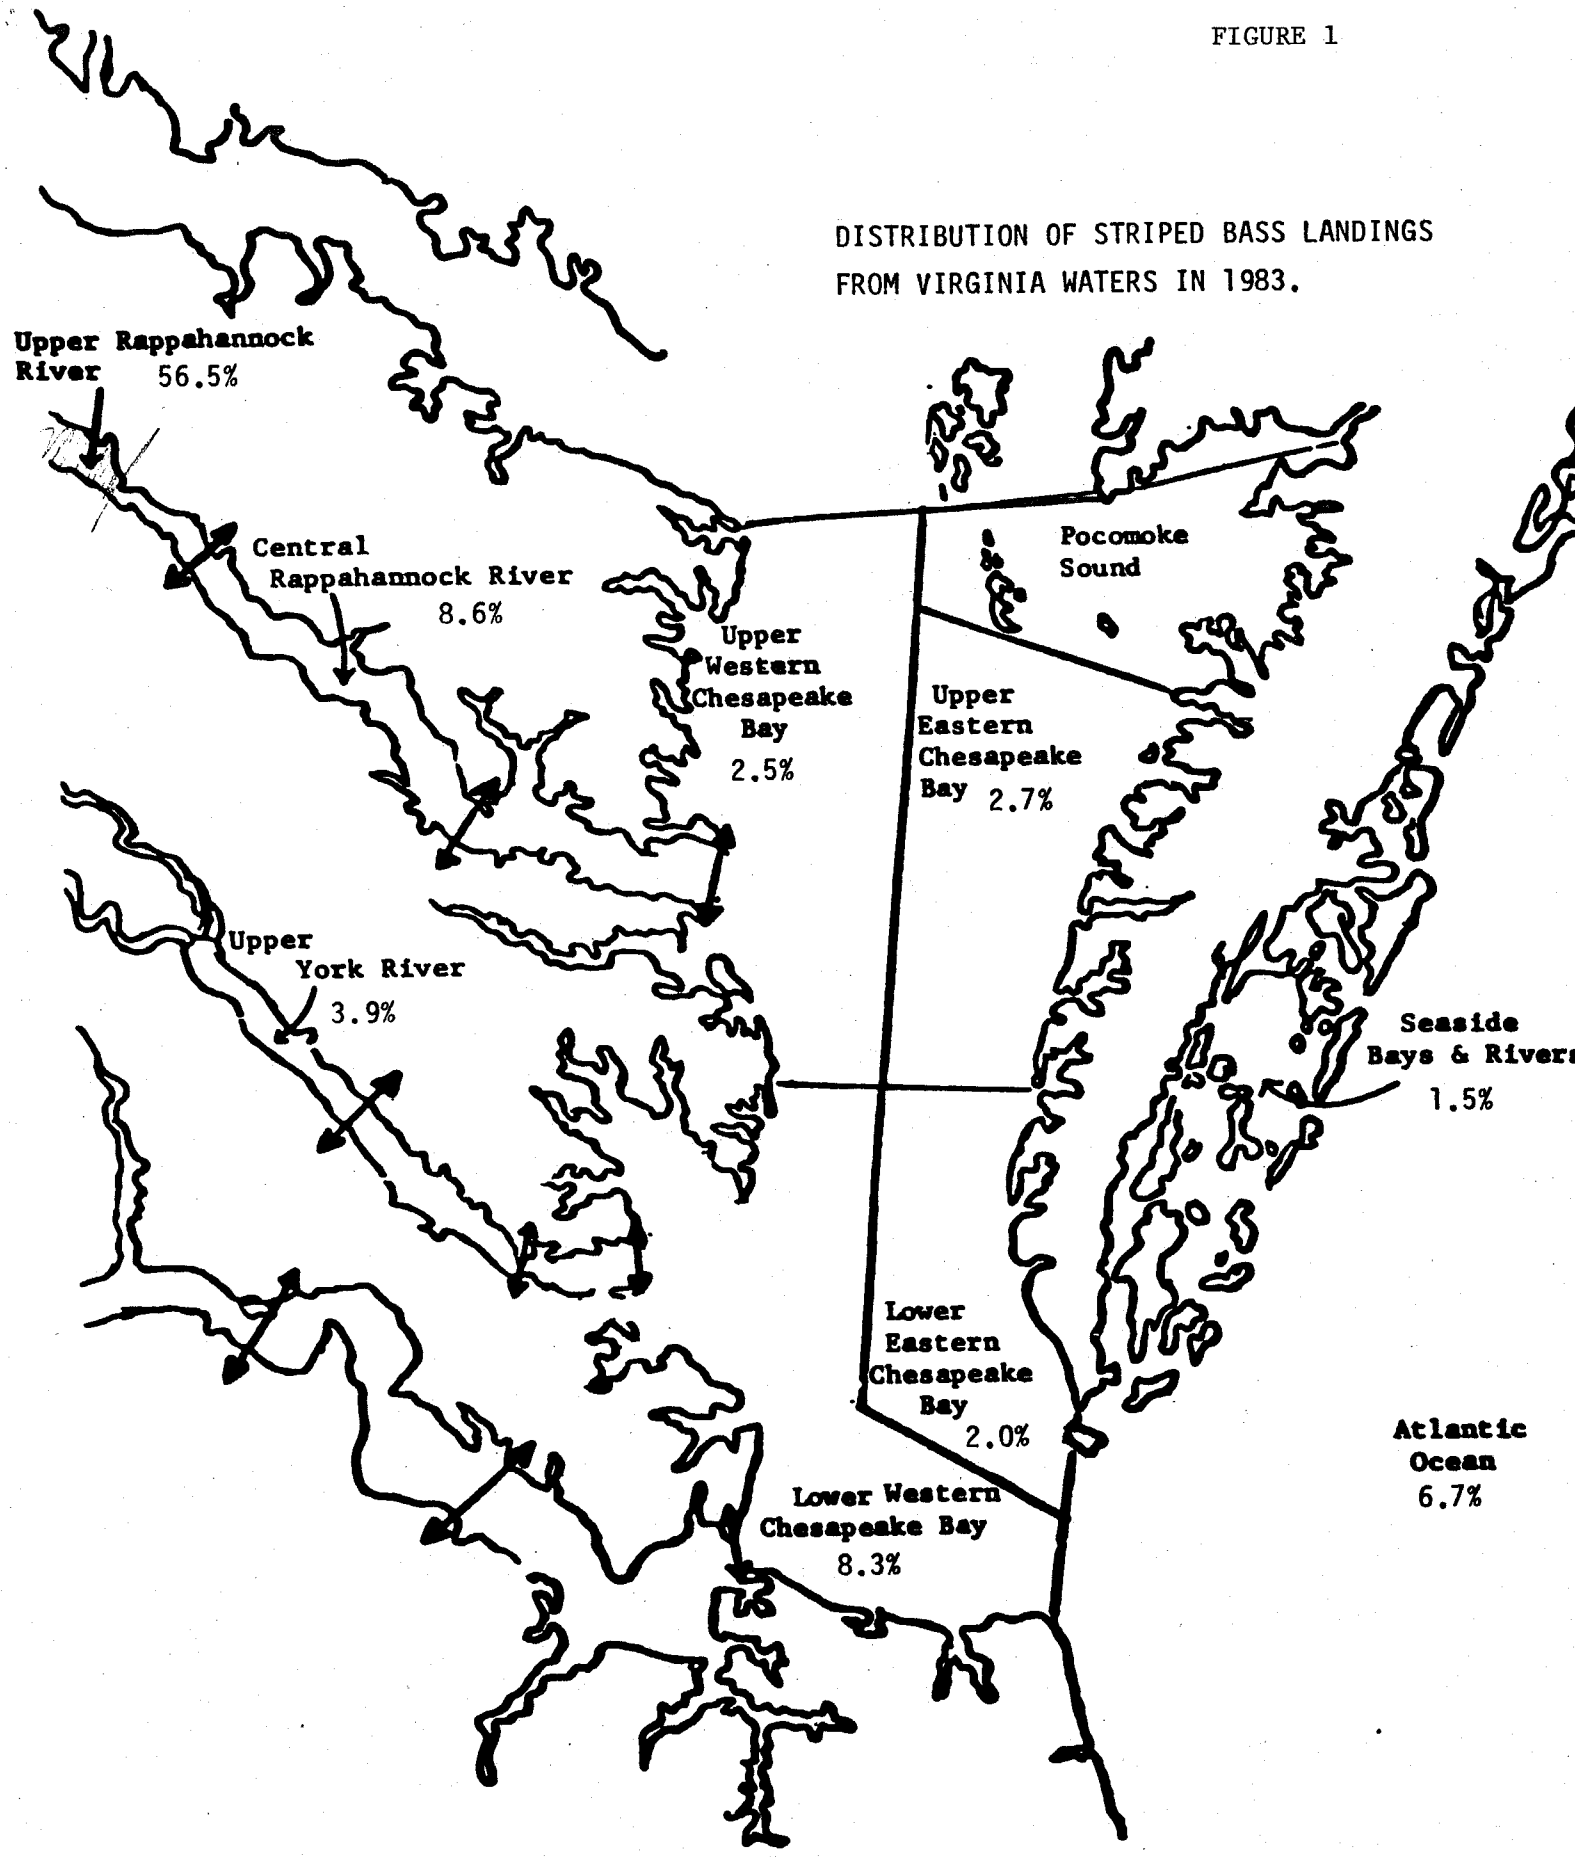 FIGURE 1
DISTRIBUTION OF STRIPED BASS LANDINGS
FROM VIRGINIA WATERS IN 1983.
Upper Rappahannock
River 56.5%
Central
Rappahannock River
8.6%
Pocomoke
Sound
Upper
Western
Chesapeake
Bay
2.5%
Upper
Eastern
Chesapeake
Bay 2.7%
Upper
York River
3.9%
Seaside
Bays & Rivers
1.5%
Lower
Eastern
Chesapeake
Bay
2.0%
Atlantic
Ocean
6.7%
Lower Western
Chesapeake Bay
8.3%